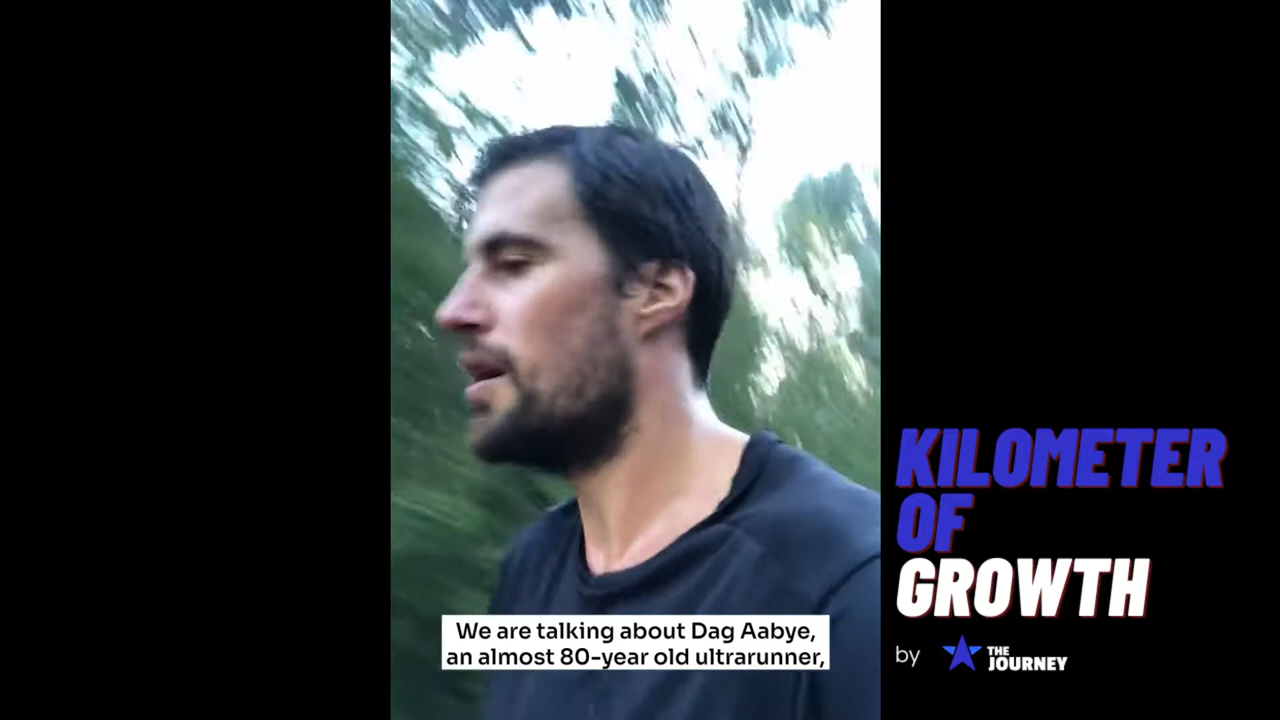 We are talking about Dag Aabye,
an almost 80-year old ultrarunner,
KILOMETER
OF
GROWTH
by THE
JOURNEY